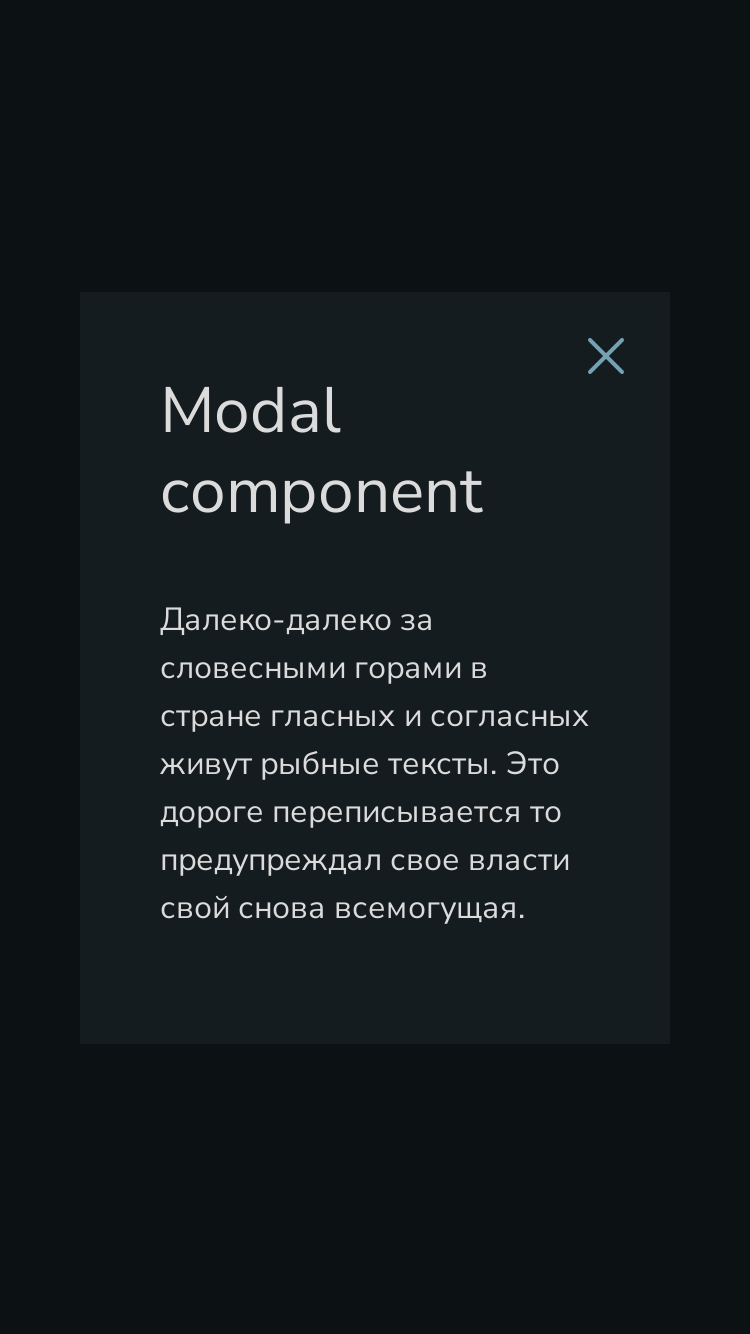 Modal
component
Далеко-далеко за
словесными горами в
стране гласных и согласных
живут рыбные тексты. Это
дороге переписывается то
предупреждал свое власти
свой снова всемогущая.